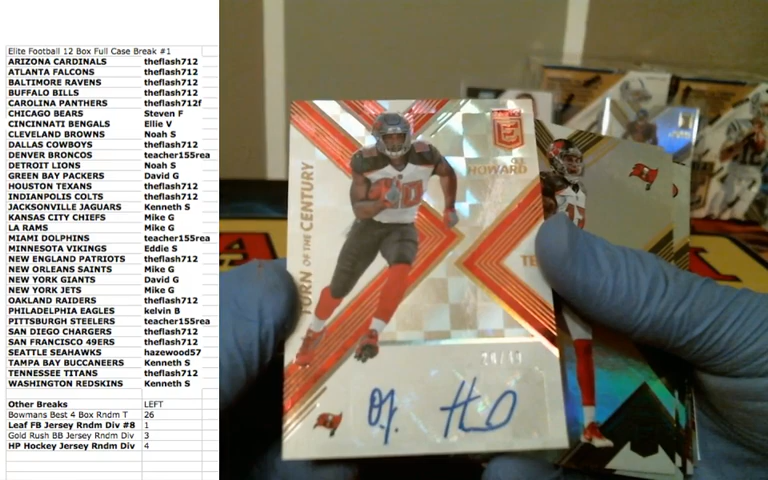 Elite Football 12 Box Full Case Break #1
ARIZONA CARDINALS theflash712
ATLANTA FALCONS theflash712
BALTIMORE RAVENS theflash712
BUFFALO BILLS theflash712
CAROLINA PANTHERS theflash712f
CHICAGO BEARS Steven F
CINCINNATI BENGALS Ellie V
CLEVELAND BROWNS Noah S
DALLAS COWBOYS theflash712
DENVER BRONCOS teacher155rea
DETROIT LIONS Noah S
GREEN BAY PACKERS David G
HOUSTON TEXANS theflash712
INDIANPOLIS COLTS theflash712
JACKSONVILLE JAGUARS Kenneth S
KANSAS CITY CHIEFS Mike G
LA RAMS Mike G
MIAMI DOLPHINS teacher155rea
MINNESOTA VIKINGS Eddie S
NEW ENGLAND PATRIOTS theflash712
NEW ORLEANS SAINTS Mike G
NEW YORK GIANTS David G
NEW YORK JETS Mike G
OAKLAND RAIDERS theflash712
PHILADELPHIA EAGLES kelvin B
PITTSBURGH STEELERS teacher155rea
SAN DIEGO CHARGERS theflash712
SAN FRANCISCO 49ERS theflash712
SEATTLE SEAHAWKS hazewood57
TAMPA BAY BUCCANEERS Kenneth S
TENNESSEE TITANS theflash712
WASHINGTON REDSKINS Kenneth S
Other Breaks LEFT
Bowmans Best 4 Box Rndm T 26
Leaf FB Jersey Rndm Div #8 1
Gold Rush BB Jersey Rndm Div 3
HP Hockey Jersey Rndm Div 4
TURN OF THE CENTURY
O.J.
HOWARD
TE
O.J. H